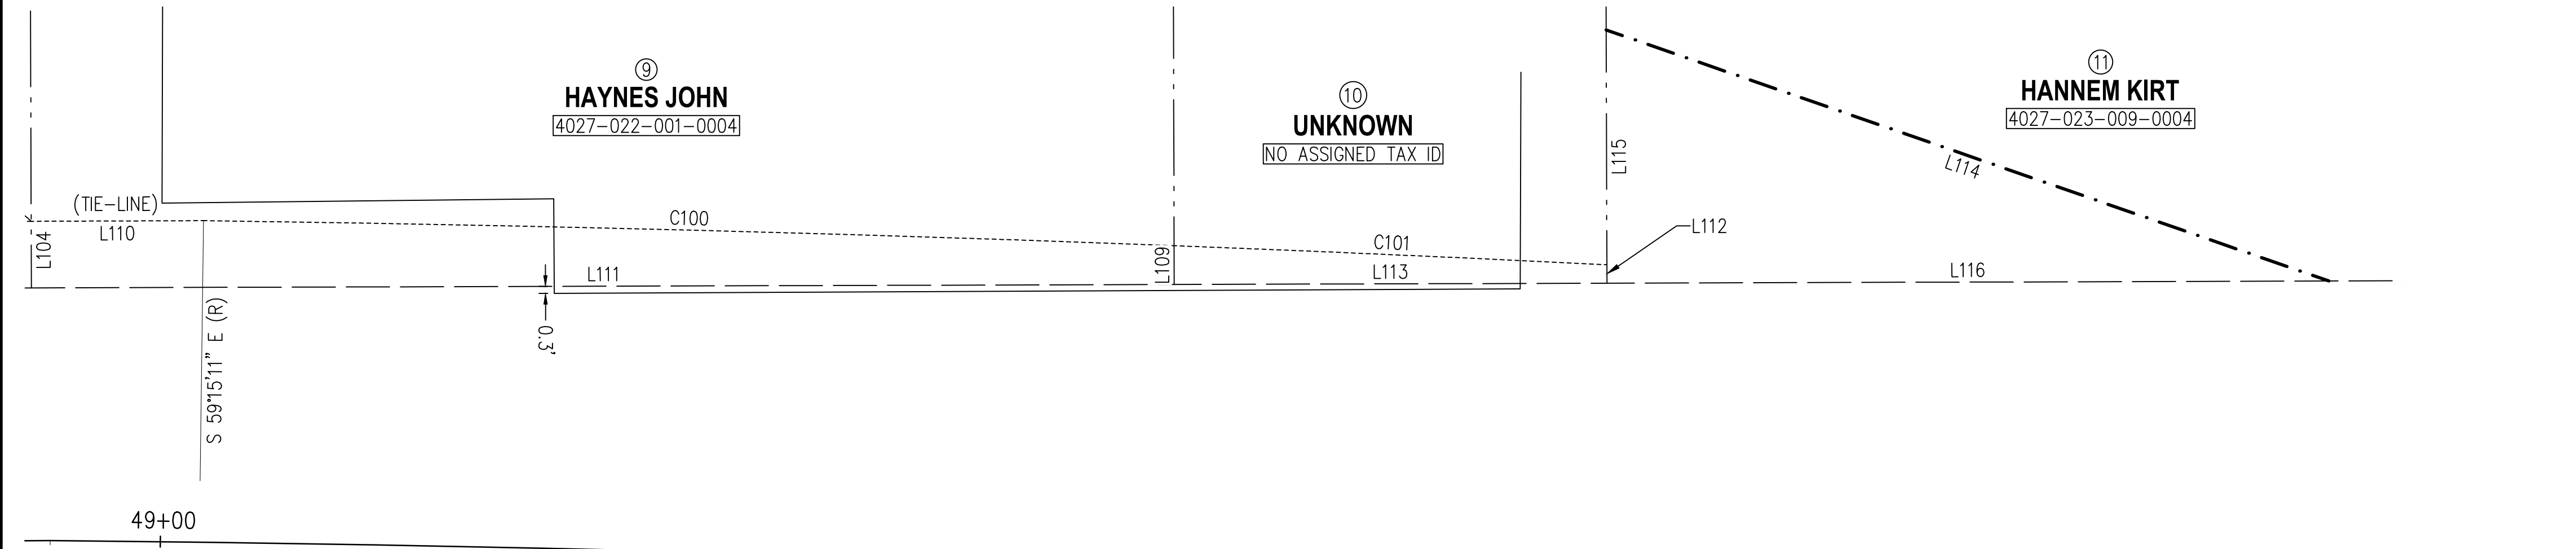 9
HAYNES JOHN
4027-022-001-0004
10
UNKNOWN
NO ASSIGNED TAX ID
11
HANNEM KIRT
4027-023-009-0004
L115
L114
(TIE-LINE)
L110
L104
C100
C101
L109
L111
L113
L112
L116
0.3'
S 59°15'11" E (R)
49+00